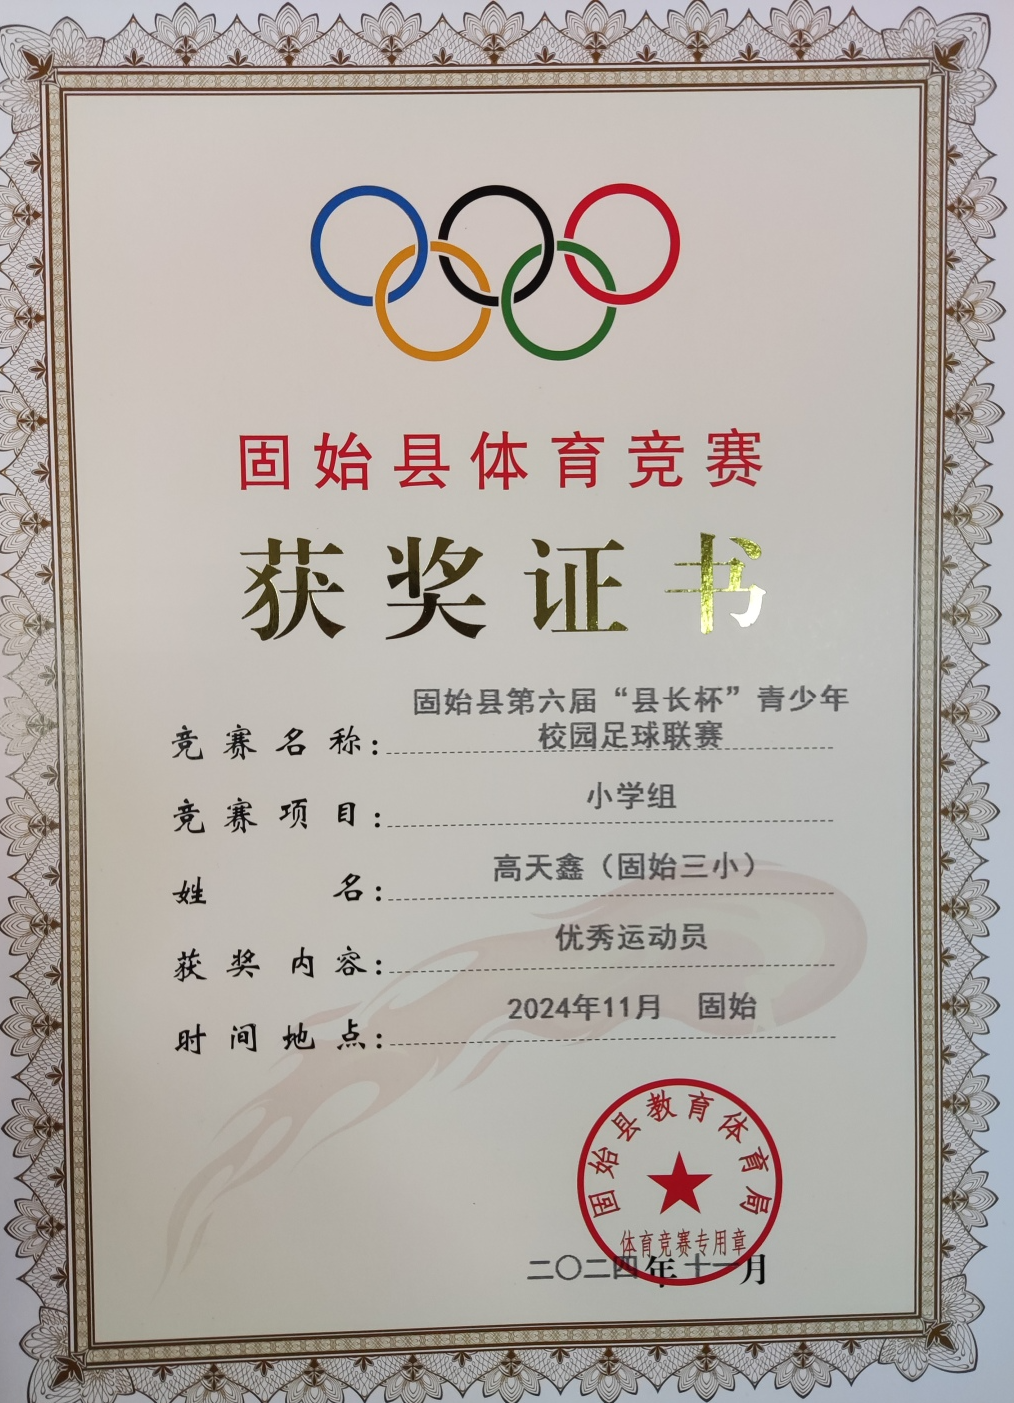 固始县体育竞赛
获奖证书
固始县第六届“县长杯”青少年
竞赛名称：校园足球联赛
竞赛项目：小学组
姓名：高天鑫（固始三小）
获奖内容：优秀运动员
时间地点：2024年11月 固始
固始县教育体育局
体育竞赛专用章
二〇二四年十一月